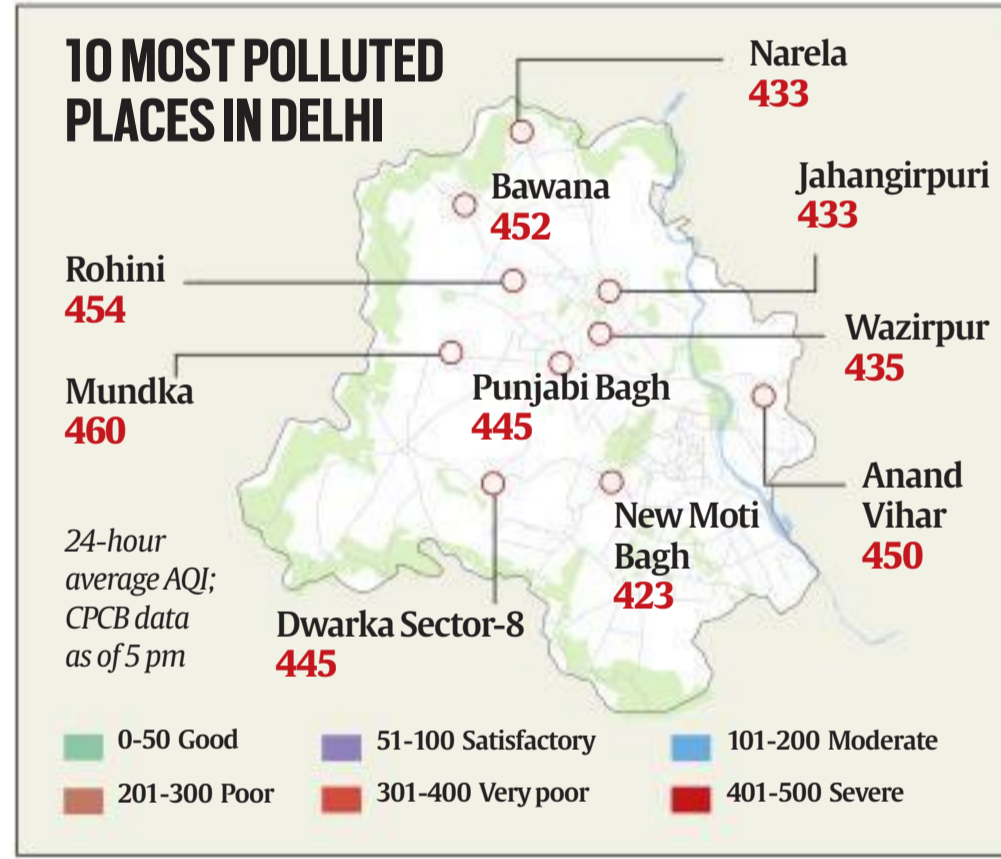 10 MOST POLLUTED
PLACES IN DELHI
Narela
433
Bawana
452
Jahangirpuri
433
Rohini
454
Wazirpur
435
Mundka
460
Punjabi Bagh
445
Anand
Vihar
450
New Moti
Bagh
423
24-hour
average AQI;
CPCB data
as of 5 pm
Dwarka Sector-8
445
0-50 Good
51-100 Satisfactory
101-200 Moderate
201-300 Poor
301-400 Very poor
401-500 Severe